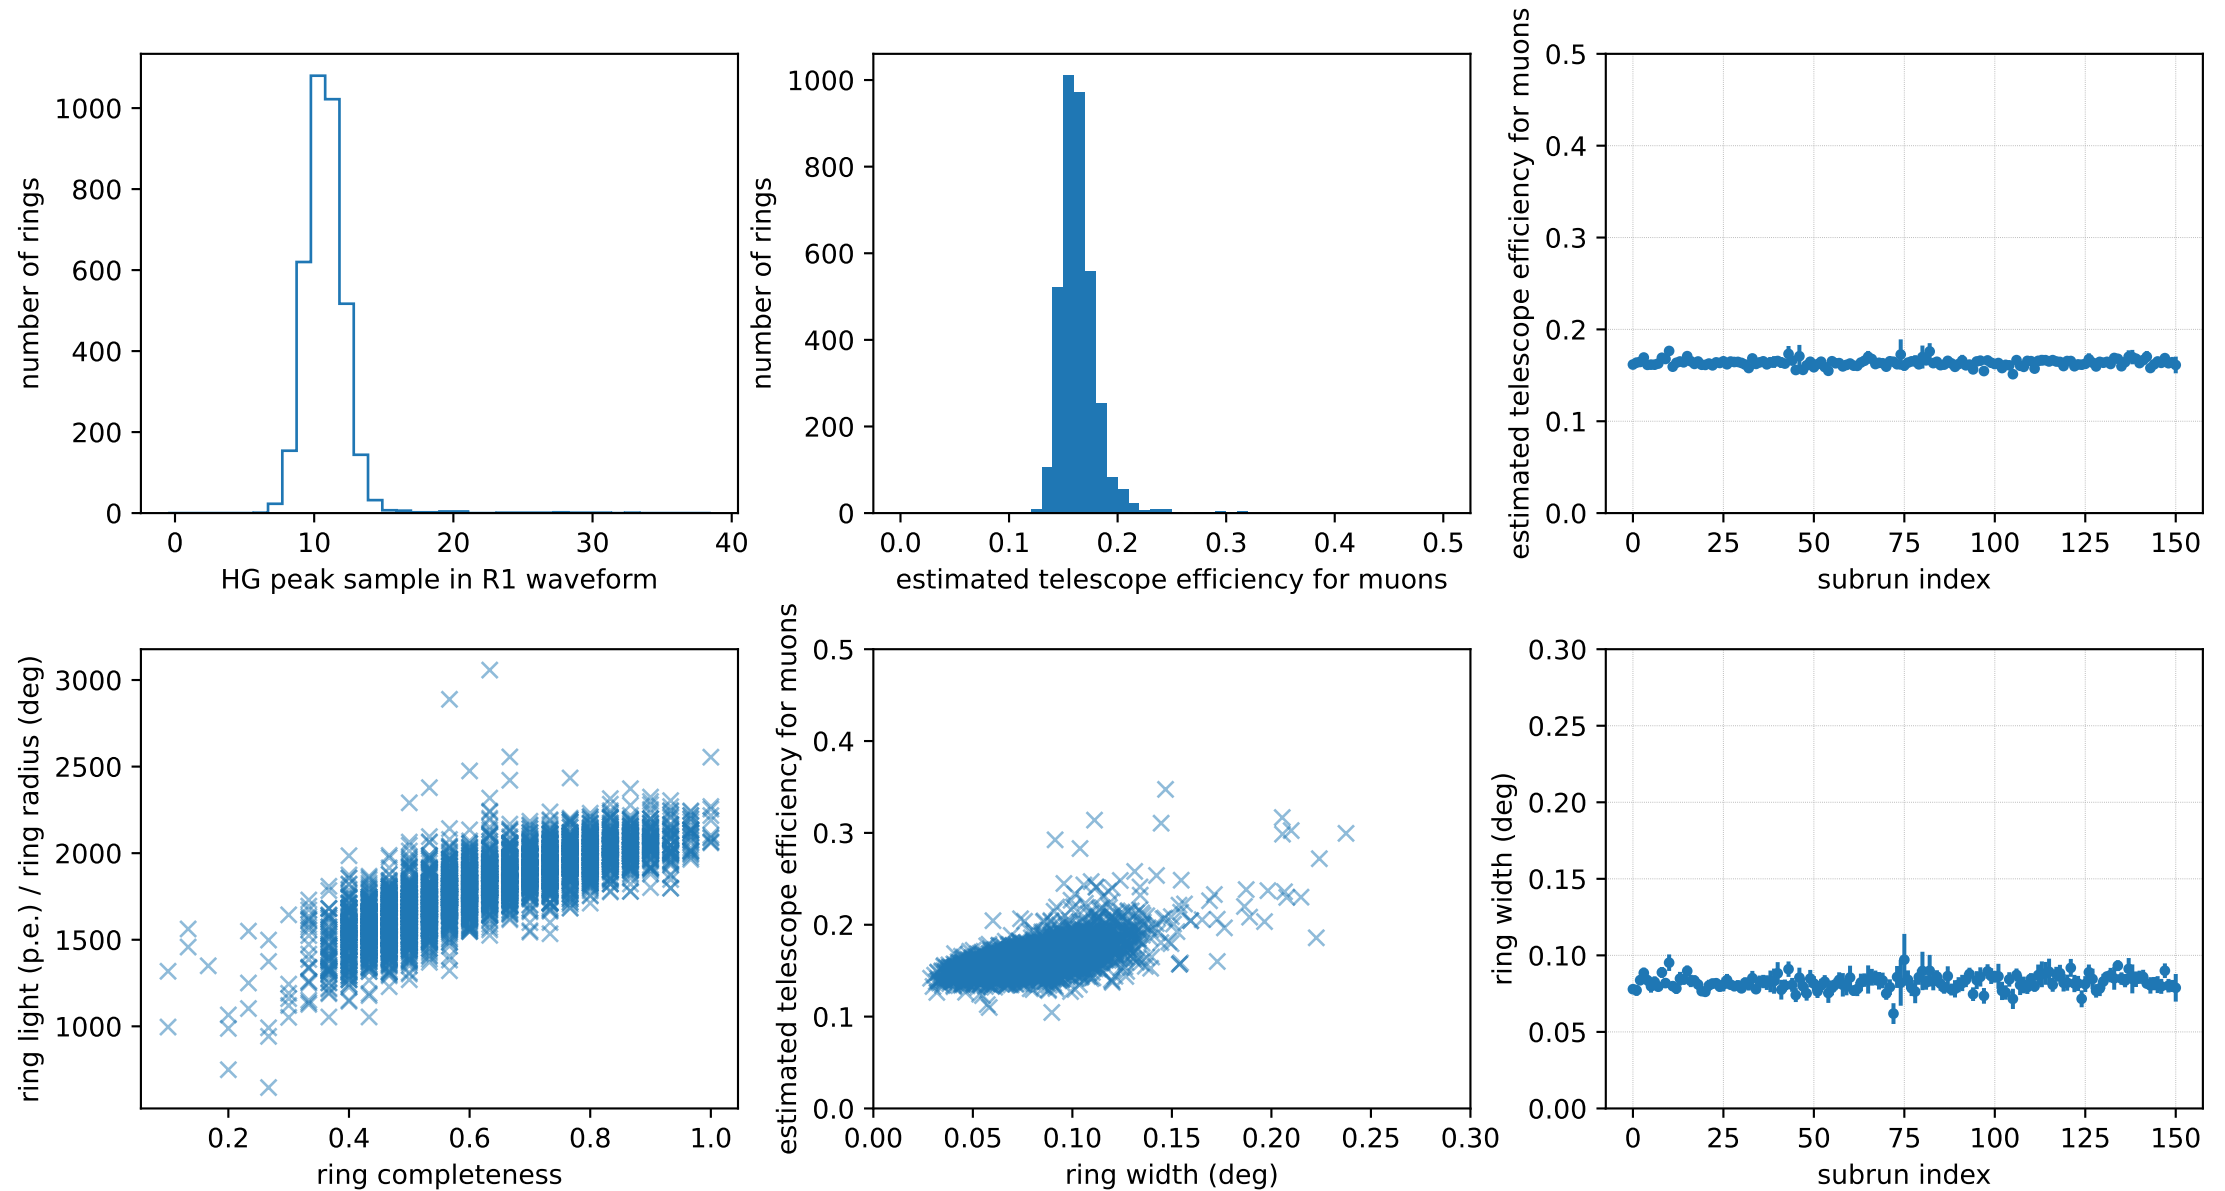 number of rings
1000
800
600
400
200
0
0 10 20 30 40
HG peak sample in R1 waveform
number of rings
1000
800
600
400
200
0
0.0 0.1 0.2 0.3 0.4 0.5
estimated telescope efficiency for muons
estimated telescope efficiency for muons
0.5
0.4
0.3
0.2
0.1
0.0
0 25 50 75 100 125 150
subrun index
ring light (p.e.) / ring radius (deg)
3000
2500
2000
1500
1000
0.2 0.4 0.6 0.8 1.0
ring completeness
estimated telescope efficiency for muons
0.5
0.4
0.3
0.2
0.1
0.0
0.00 0.05 0.10 0.15 0.20 0.25 0.30
ring width (deg)
ring width (deg)
0.30
0.25
0.20
0.15
0.10
0.05
0.00
0 25 50 75 100 125 150
subrun index